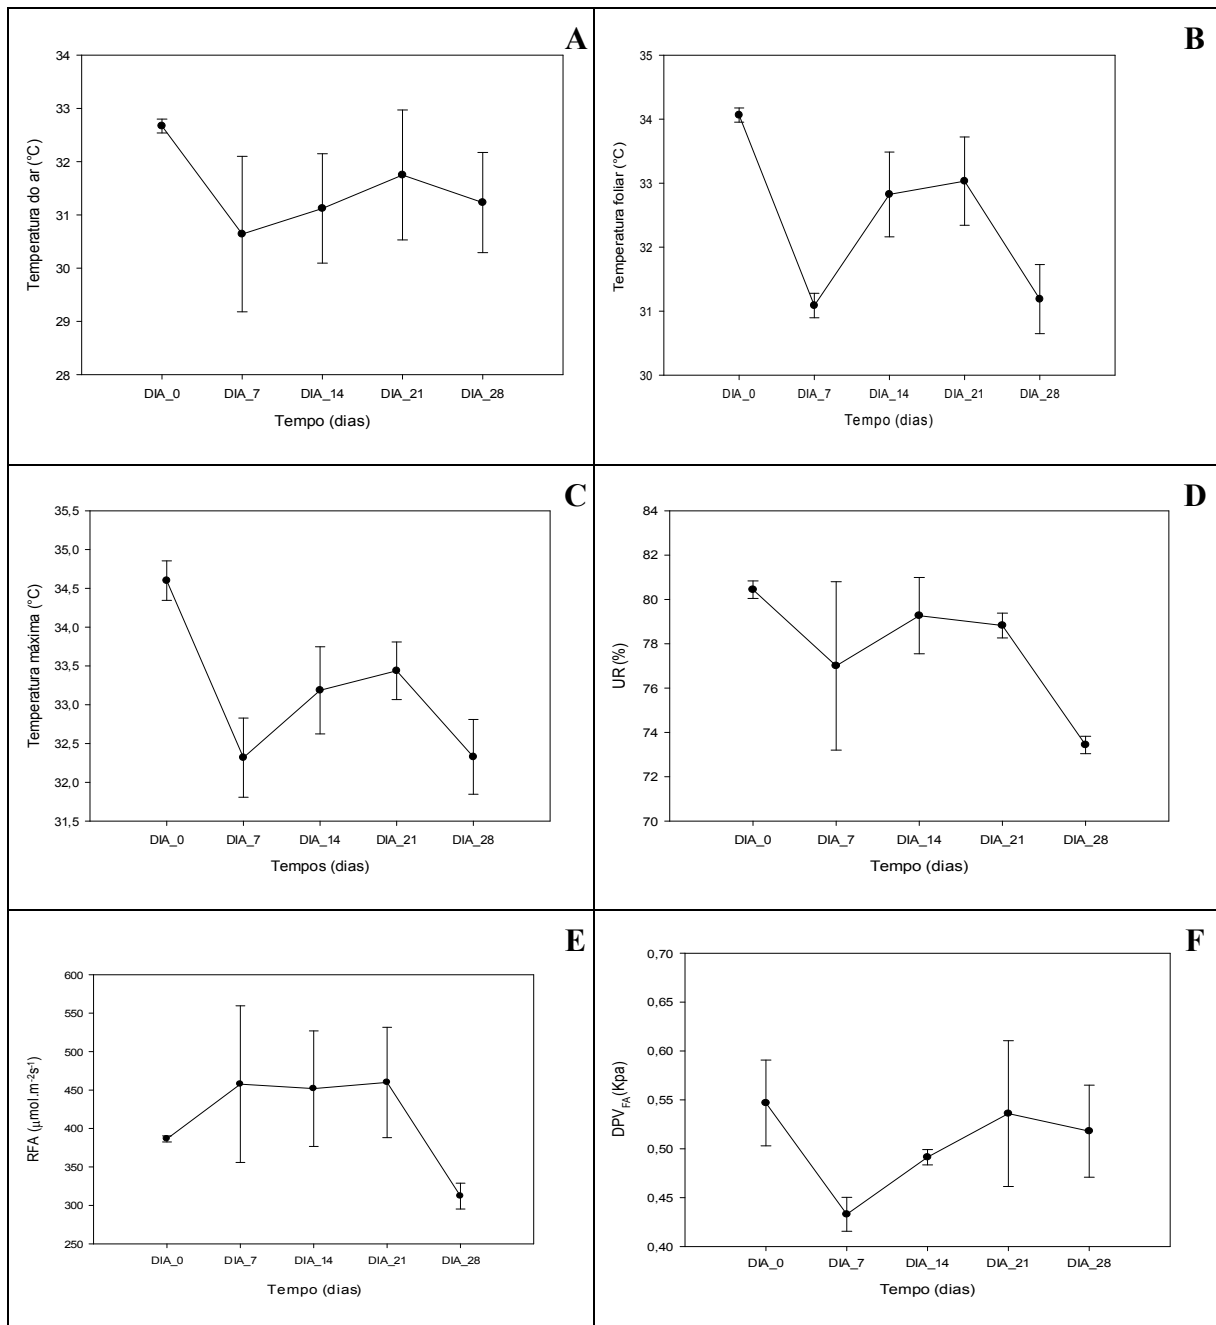 A
34
33
32
31
30
29
28
Temperatura do ar (°C)
DIA_0 DIA_7 DIA_14 DIA_21 DIA_28
Tempo (dias)
B
35
34
33
32
31
30
Temperatura foliar (°C)
DIA_0 DIA_7 DIA_14 DIA_21 DIA_28
Tempo (dias)
C
35,5
35,0
34,5
34,0
33,5
33,0
32,5
32,0
31,5
Temperatura máxima (°C)
DIA_0 DIA_7 DIA_14 DIA_21 DIA_28
Tempos (dias)
D
84
82
80
78
76
74
72
70
UR (%)
DIA_0 DIA_7 DIA_14 DIA_21 DIA_28
Tempo (dias)
E
600
550
500
450
400
350
300
250
RFA (μmol.m⁻²s⁻¹)
DIA_0 DIA_7 DIA_14 DIA_21 DIA_28
Tempo (dias)
F
0,70
0,65
0,60
0,55
0,50
0,45
0,40
DPV_FA (Kpa)
DIA_0 DIA_7 DIA_14 DIA_21 DIA_28
Tempo (dias)